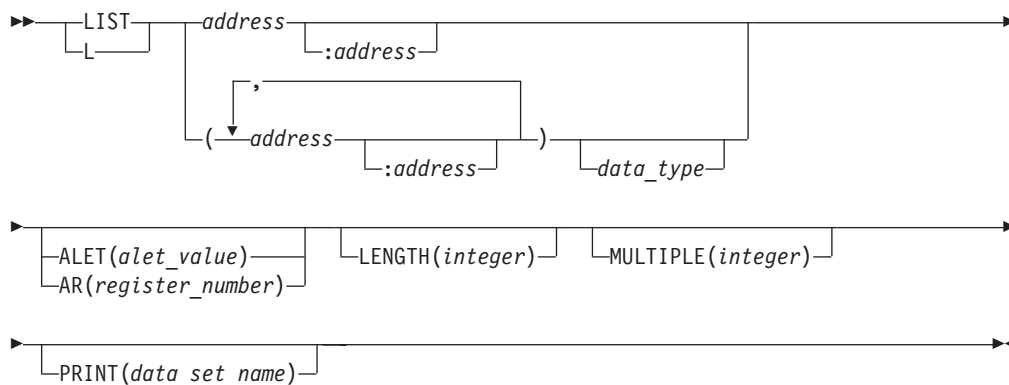 LIST address
L :address
,
( address ) 
:address data_type
ALET(alet_value) LENGTH(integer) MULTIPLE(integer)
AR(register_number)
PRINT(data set name)